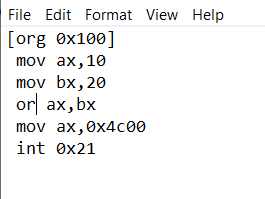 File Edit Format View Help
[org 0x100]
mov ax,10
mov bx,20
or ax,bx
mov ax,0x4c00
int 0x21